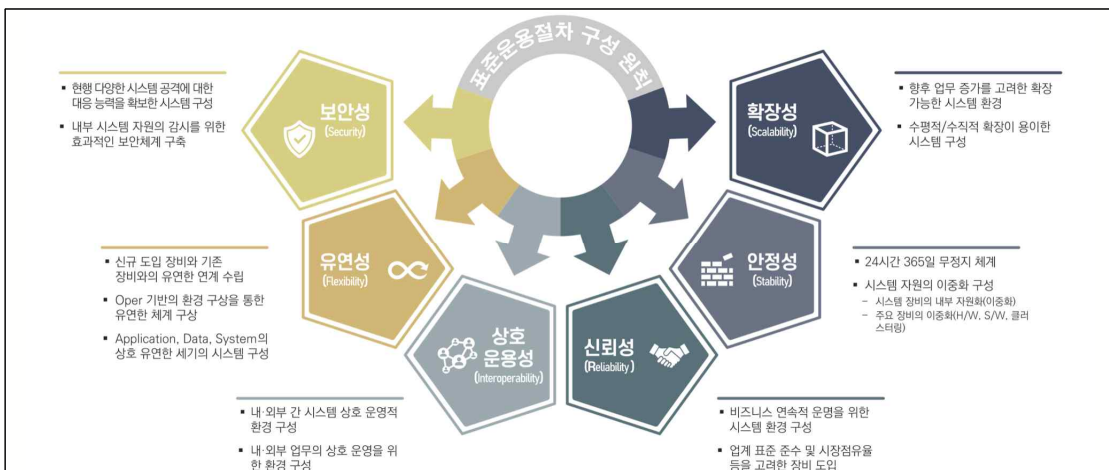 표준운용절차 구성 원칙
▪ 현행 다양한 시스템 공격에 대한
대응 능력을 확보한 시스템 구성
▪ 내부 시스템 자원의 감시를 위한
효과적인 보안체계 구축
보안성
(Security)
확장성
(Scalability)
▪ 향후 업무 증가를 고려한 확장
가능한 시스템 환경
▪ 수평적/수직적 확장이 용이한
시스템 구성
▪ 신규 도입 장비와 기존
장비와의 유연한 연계 수립
▪ Oper 기반의 환경 구상을 통한
유연한 체계 구상
▪ Application, Data, System의
상호 유연한 세기의 시스템 구성
유연성
(Flexibility)
안정성
(Stability)
▪ 24시간 365일 무정지 체계
▪ 시스템 자원의 이중화 구성
– 시스템 장비의 내부 자원화(이중화)
– 주요 장비의 이중화(H/W, S/W, 클러
스터링)
상호
운용성
(Interoperability)
신뢰성
(Reliability)
▪ 내·외부 간 시스템 상호 운영적
환경 구성
▪ 내·외부 업무의 상호 운영을 위
한 환경 구성
▪ 비즈니스 연속적 운명을 위한
시스템 환경 구성
▪ 업계 표준 준수 및 시장점유율
등을 고려한 장비 도입